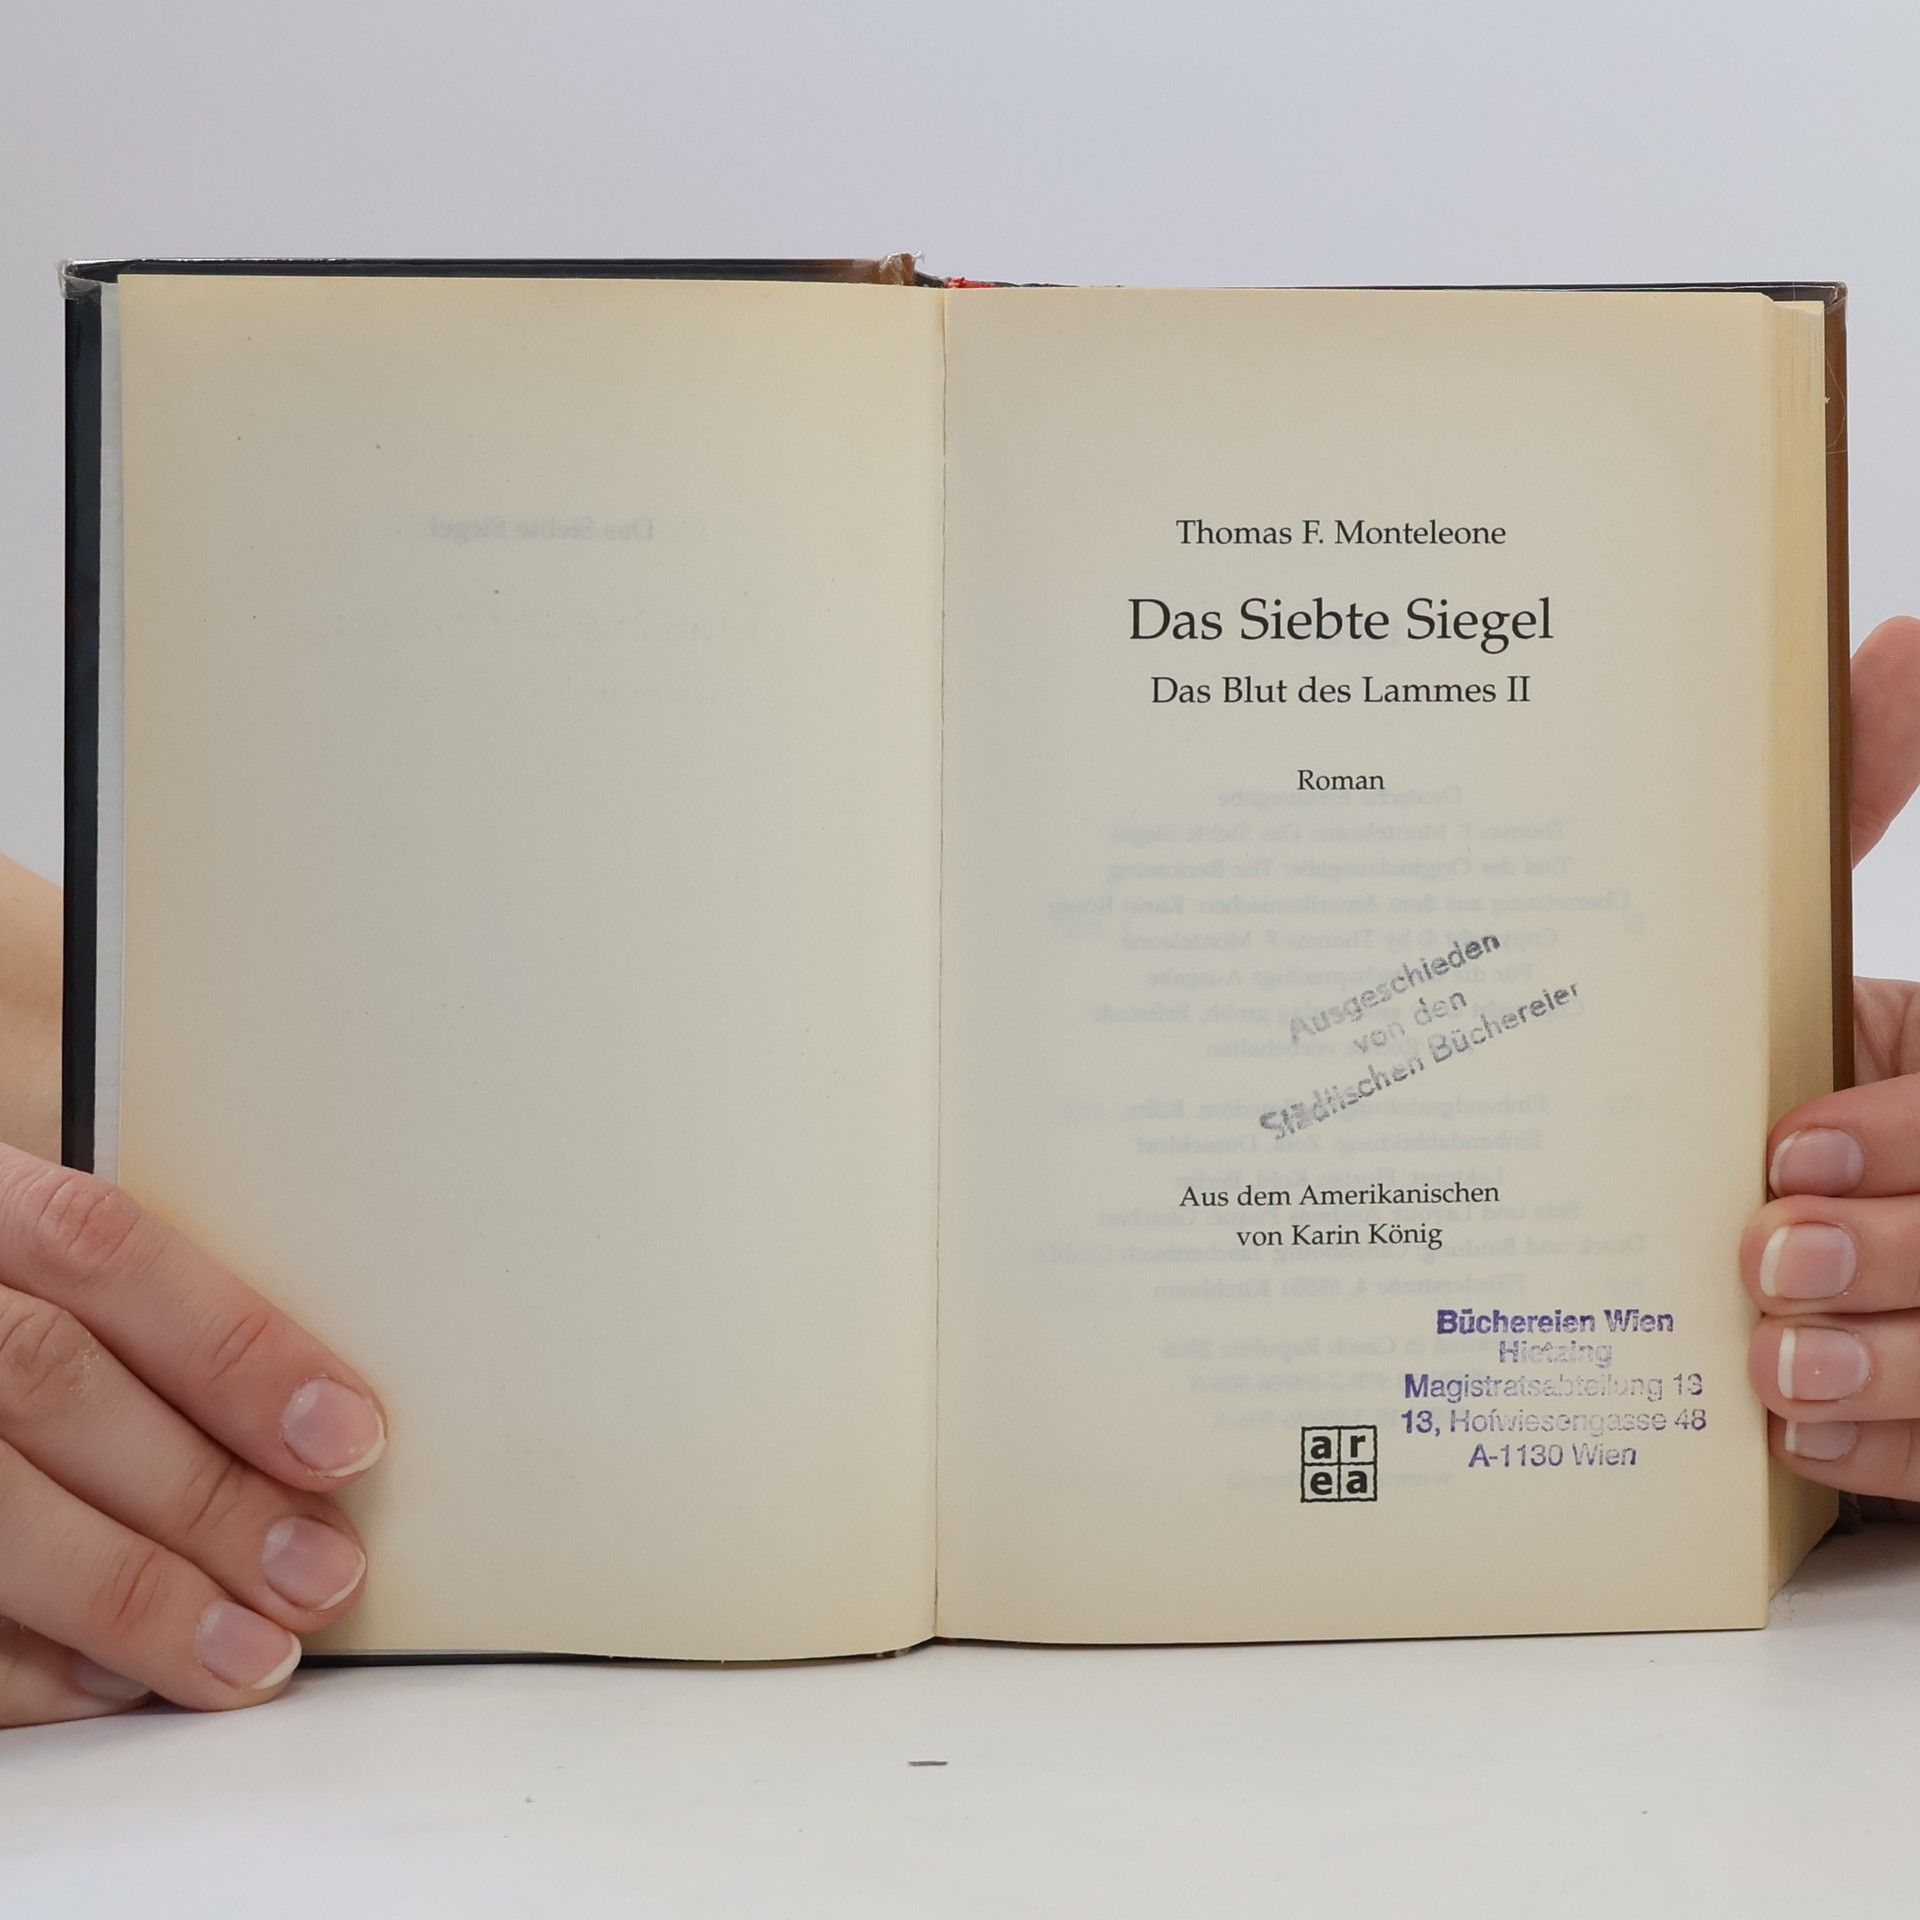 Thomas F. Monteleone
Das Siebte Siegel
Das Blut des Lammes II
Roman
Ausgeschieden
von den
Städtischen Büchereien
Aus dem Amerikanischen
von Karin König
Büchereien Wien
Hietzing
Magistratsabteilung 13
13, Hofwiesengasse 48
A-1130 Wien
ar
ea